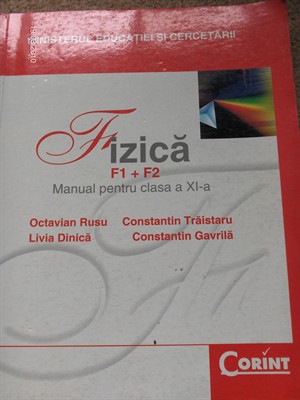 MINISTERUL EDUCAȚIEI ȘI CERCETĂRII
Fizică
F1 + F2
Manual pentru clasa a XI-a
Octavian Rusu Constantin Trăistaru
Livia Dinică Constantin Gavrilă
CORINT